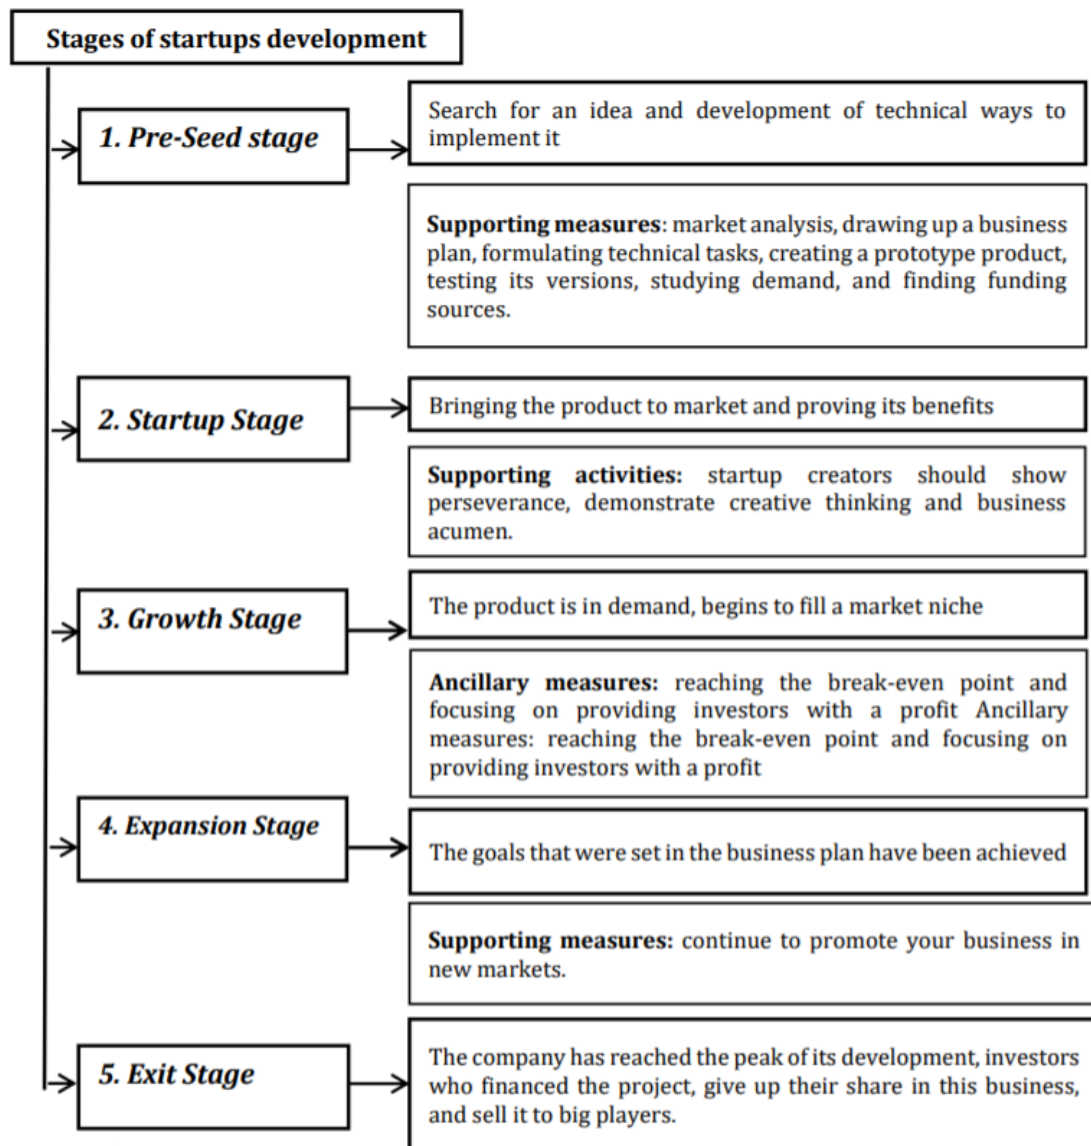 Stages of startups development
1. Pre-Seed stage
Search for an idea and development of technical ways to
implement it
Supporting measures: market analysis, drawing up a business
plan, formulating technical tasks, creating a prototype product,
testing its versions, studying demand, and finding funding
sources.
2. Startup Stage
Bringing the product to market and proving its benefits
Supporting activities: startup creators should show
perseverance, demonstrate creative thinking and business
acumen.
3. Growth Stage
The product is in demand, begins to fill a market niche
Ancillary measures: reaching the break-even point and
focusing on providing investors with a profit Ancillary
measures: reaching the break-even point and focusing on
providing investors with a profit
4. Expansion Stage
The goals that were set in the business plan have been achieved
Supporting measures: continue to promote your business in
new markets.
5. Exit Stage
The company has reached the peak of its development, investors
who financed the project, give up their share in this business,
and sell it to big players.